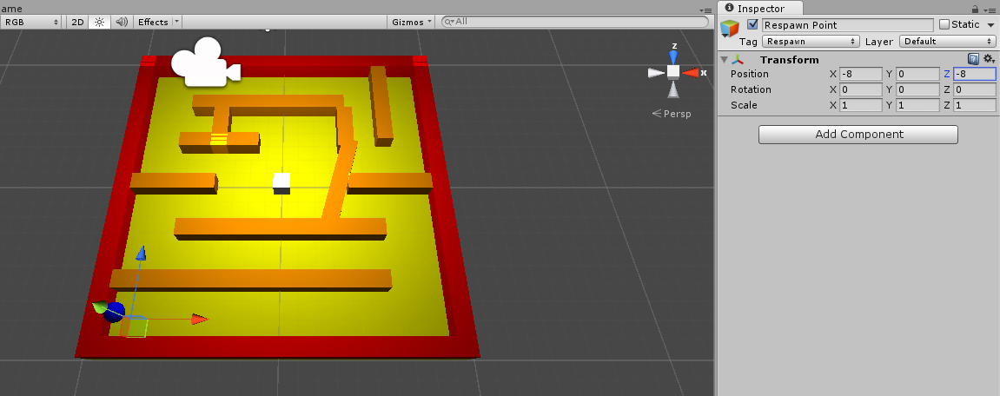 ame
RGB 2D Effects Gizmos All
z
x
Persp
Inspector
Respawn Point Static
Tag Respawn Layer Default
Transform
Position X -8 Y 0 Z -8
Rotation X 0 Y 0 Z 0
Scale X 1 Y 1 Z 1
Add Component